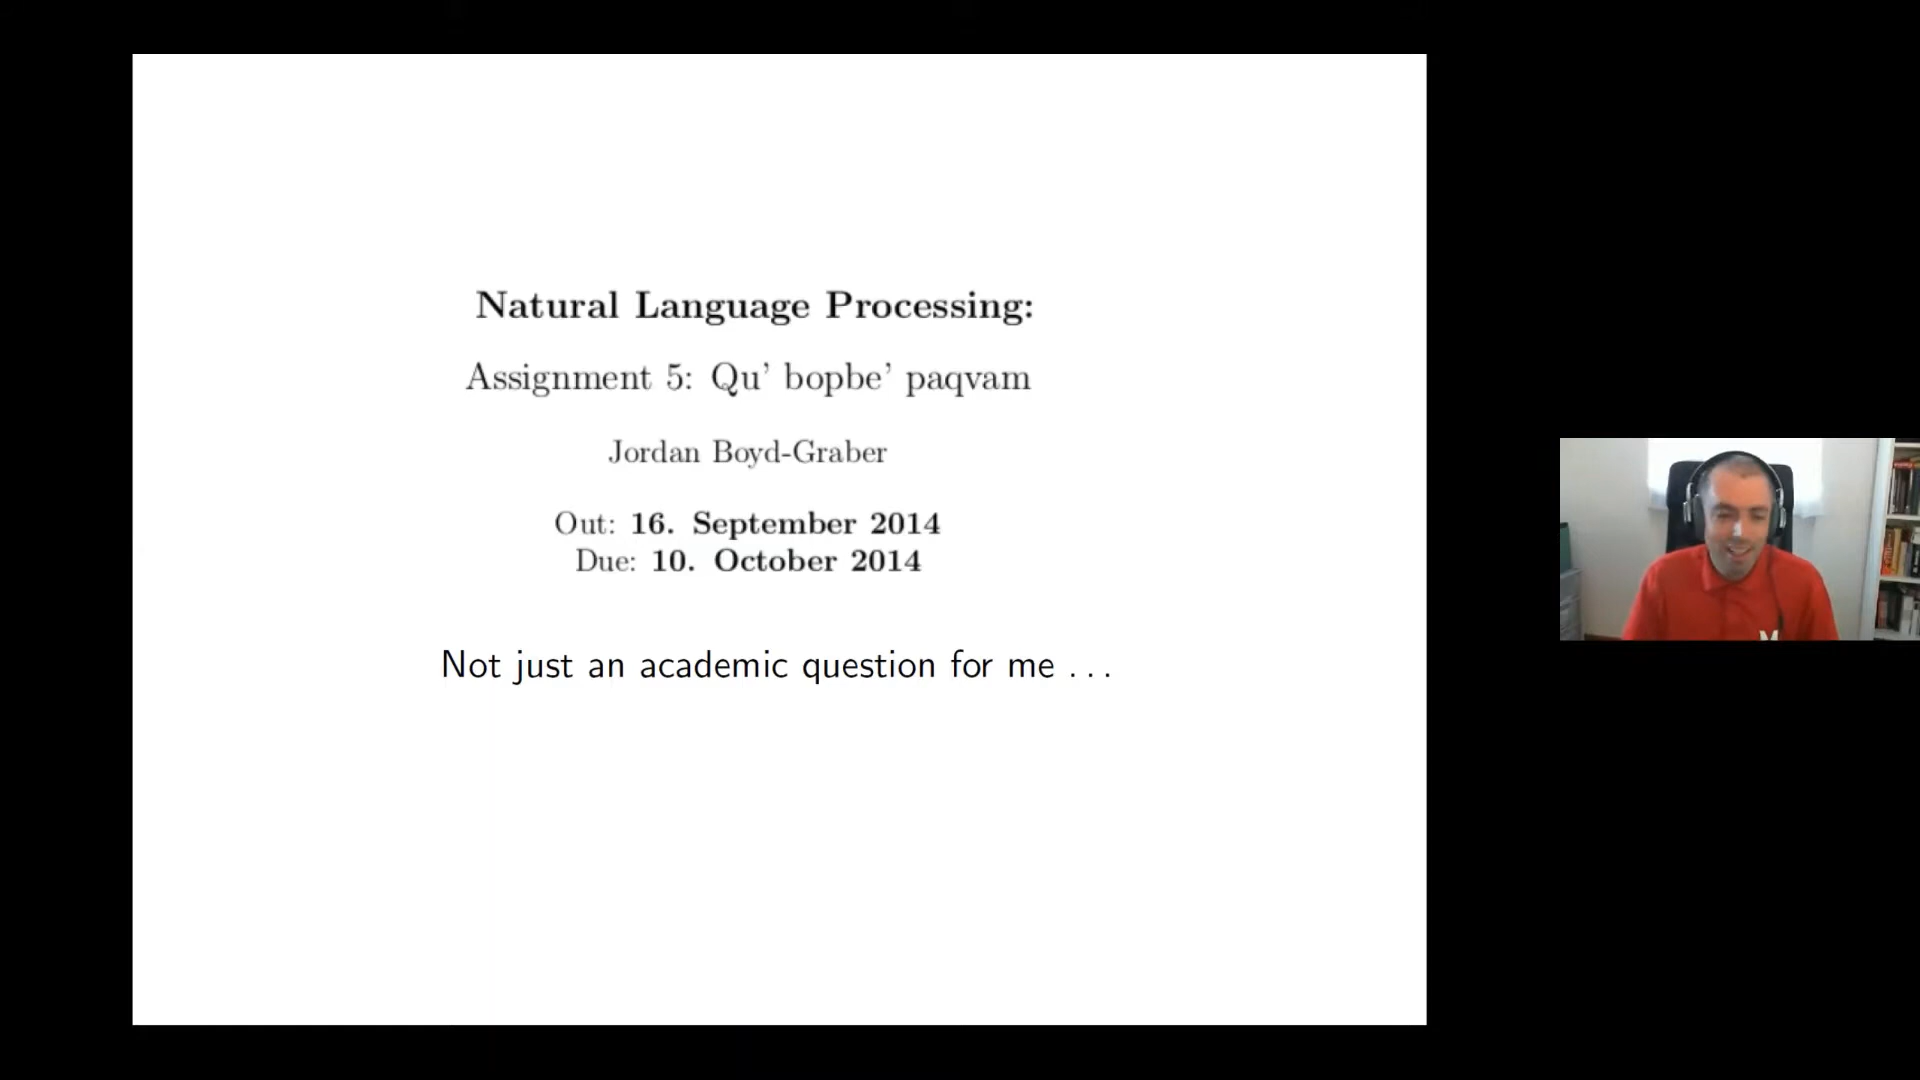 Natural Language Processing:
Assignment 5: Qu’ bopbe’ paqvam
Jordan Boyd-Graber
Out: 16. September 2014
Due: 10. October 2014
Not just an academic question for me . . .
M